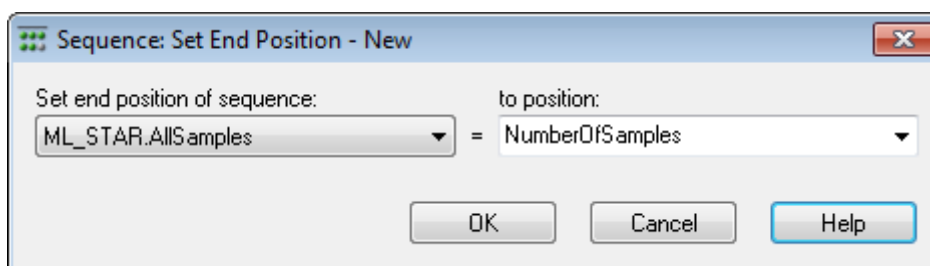 Sequence: Set End Position - New
Set end position of sequence: to position:
ML_STAR.AllSamples = NumberOfSamples
OK Cancel Help